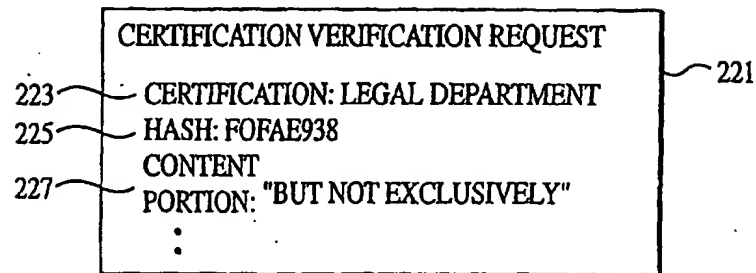 CERTIFICATION VERIFICATION REQUEST
221
223 CERTIFICATION: LEGAL DEPARTMENT
225 HASH: FOFAE938
CONTENT
227 PORTION: "BUT NOT EXCLUSIVELY"